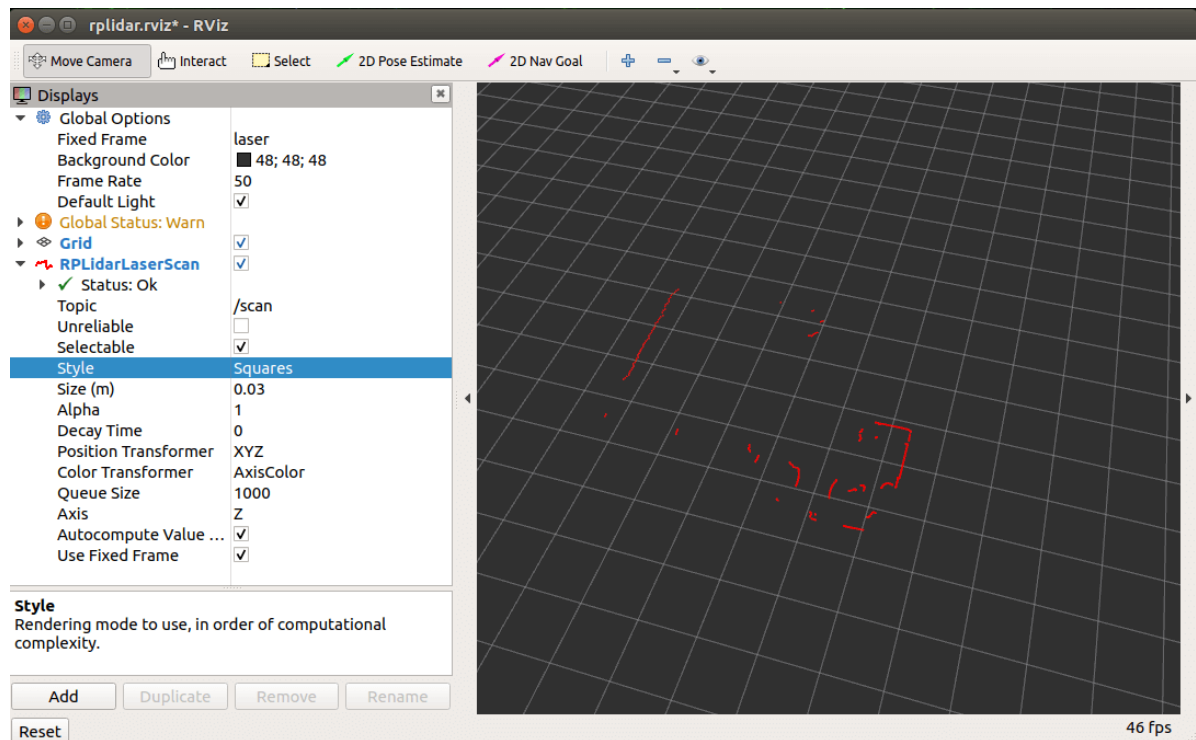 rplidar.rviz* - RViz
Move Camera Interact Select 2D Pose Estimate 2D Nav Goal
Displays
Global Options
Fixed Frame laser
Background Color 48; 48; 48
Frame Rate 50
Default Light
Global Status: Warn
Grid
RPLidarLaserScan
Status: Ok
Topic /scan
Unreliable
Selectable
Style Squares
Size (m) 0.03
Alpha 1
Decay Time 0
Position Transformer XYZ
Color Transformer AxisColor
Queue Size 1000
Axis Z
Autocompute Value ...
Use Fixed Frame
Style
Rendering mode to use, in order of computational
complexity.
Add Duplicate Remove Rename
Reset 46 fps